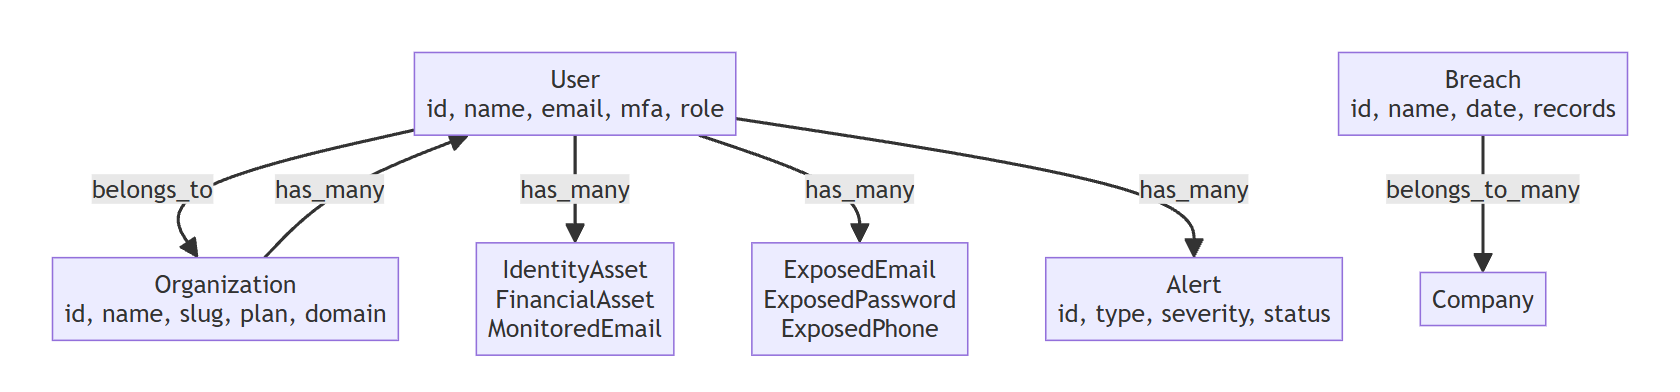 User
id, name, email, mfa, role
Breach
id, name, date, records
belongs_to
has_many
has_many
has_many
has_many
belongs_to_many
Organization
id, name, slug, plan, domain
IdentityAsset
FinancialAsset
MonitoredEmail
ExposedEmail
ExposedPassword
ExposedPhone
Alert
id, type, severity, status
Company